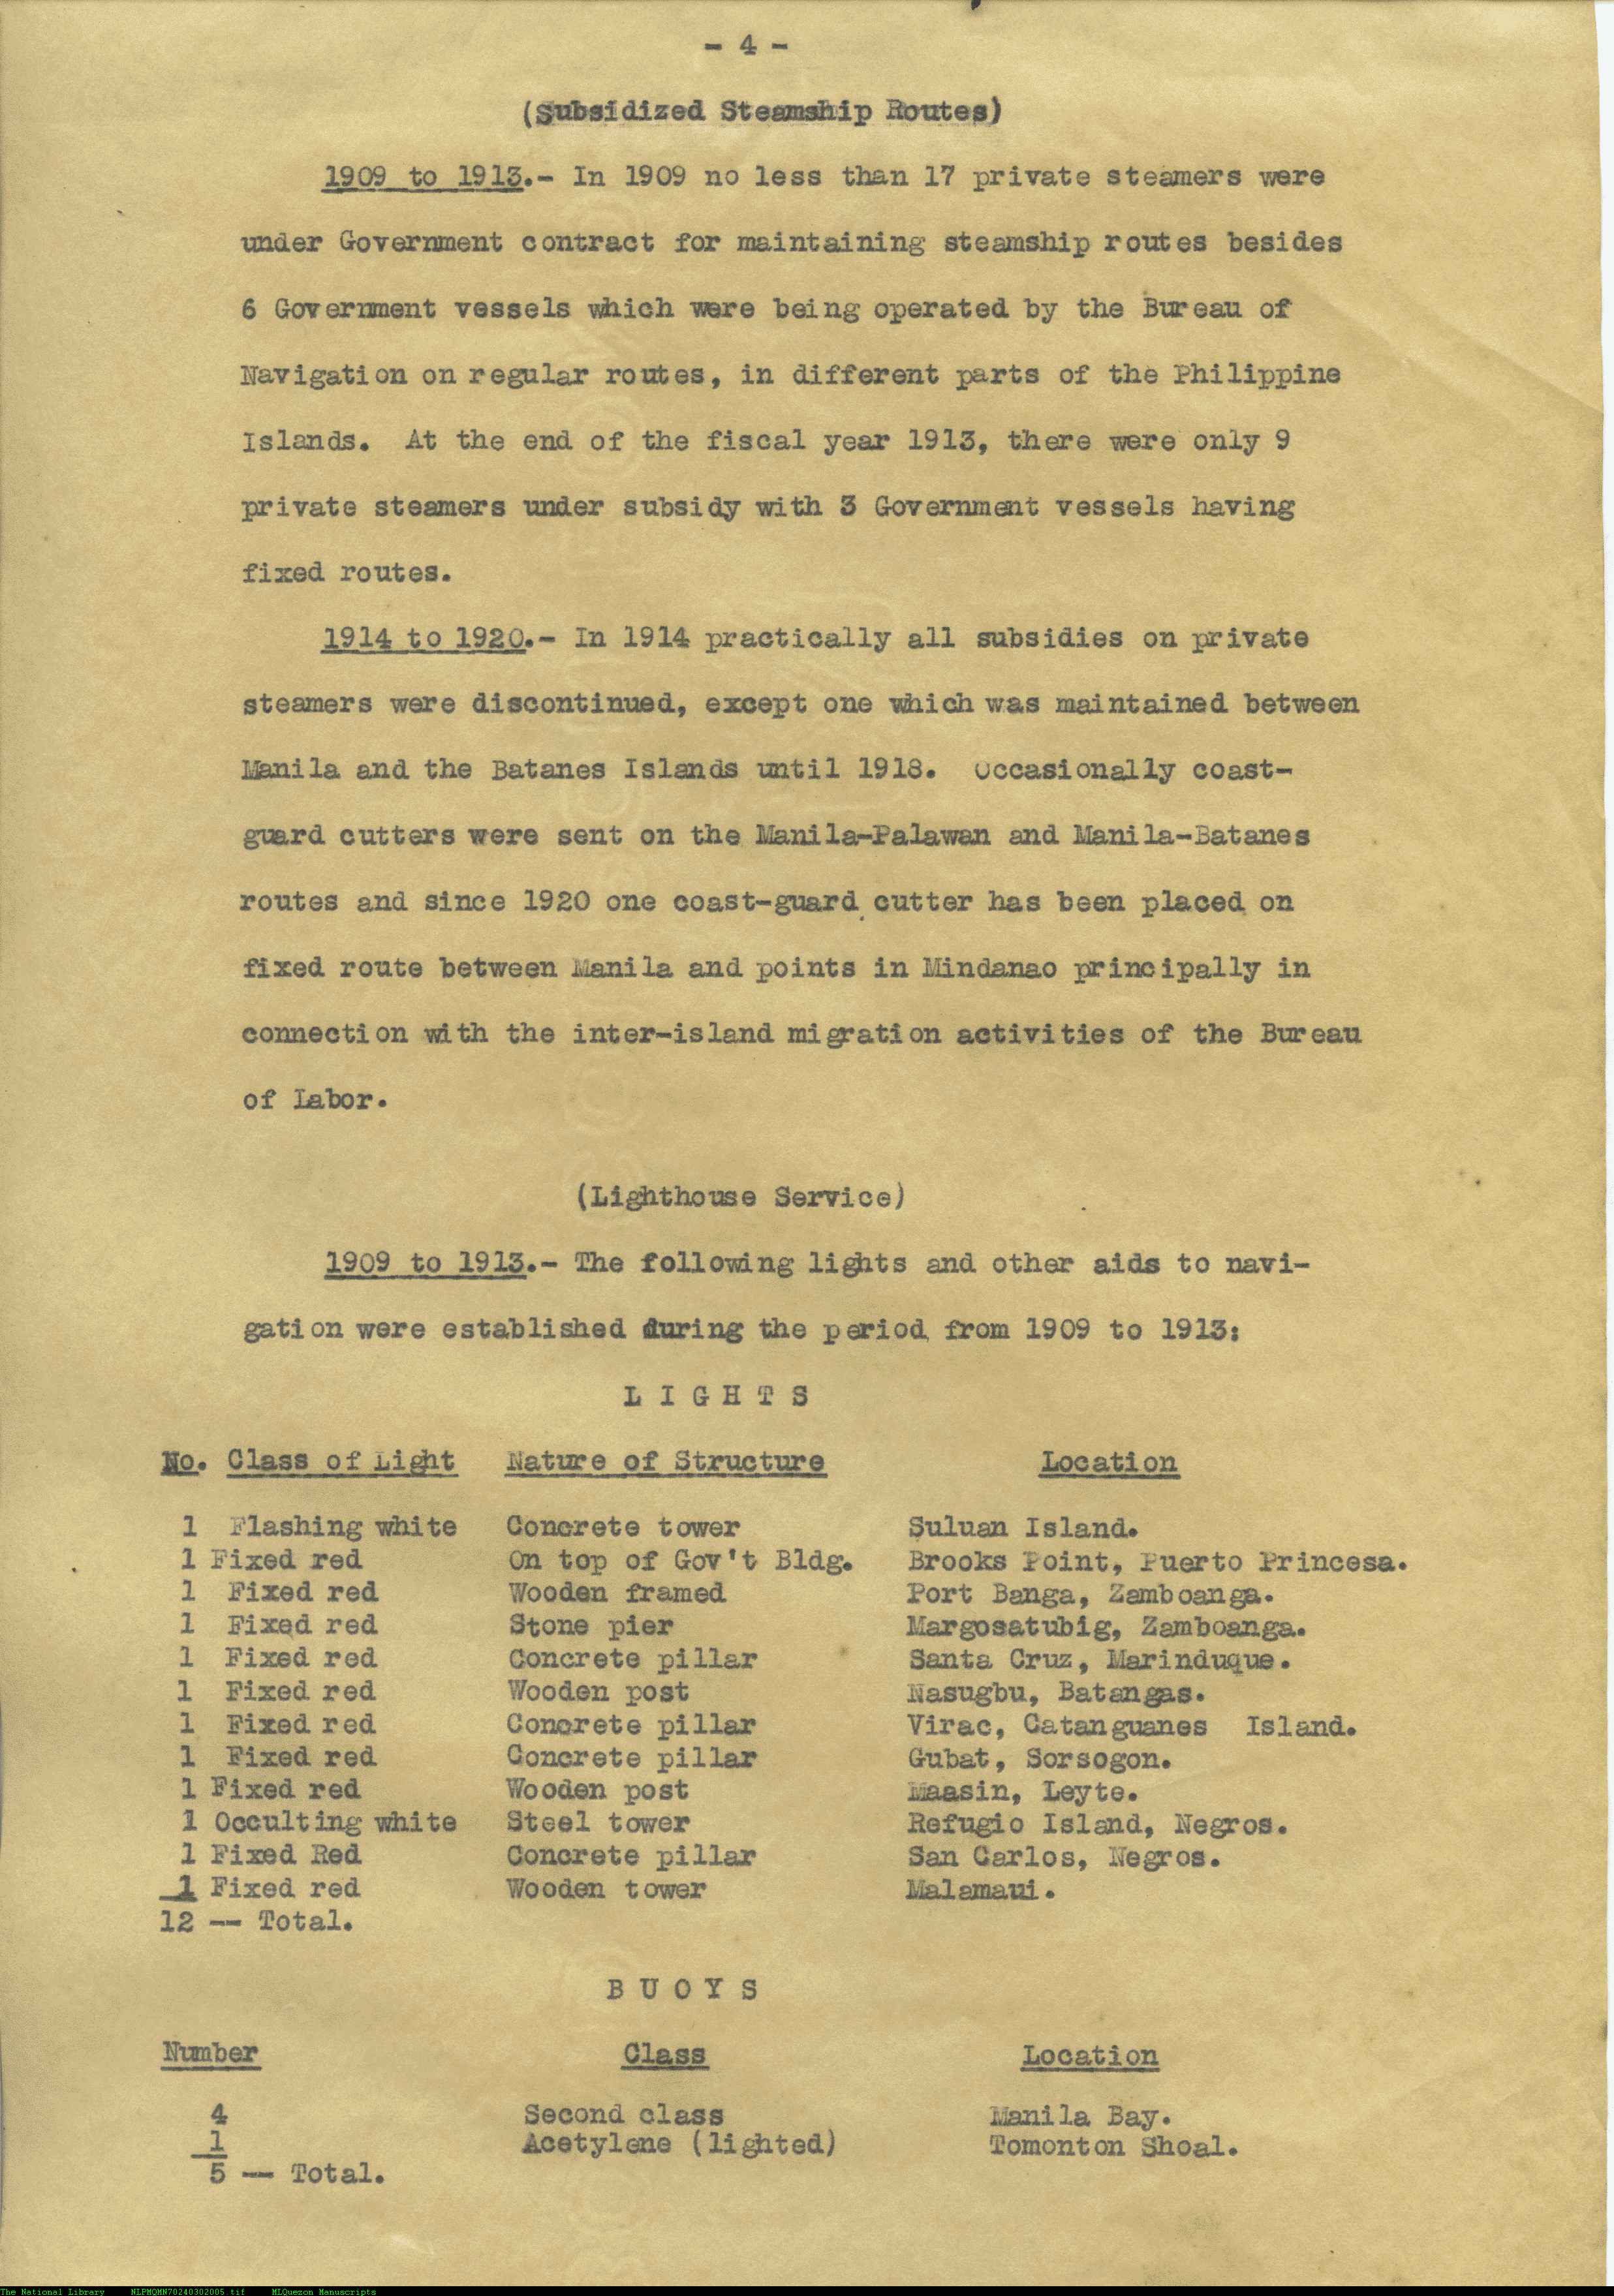 - 4 -
(Subsidized Steamship Routes)
1909 to 1913.- In 1909 no less than 17 private steamers were
under Government contract for maintaining steamship routes besides
6 Government vessels which were being operated by the Bureau of
Navigation on regular routes, in different parts of the Philippine
Islands. At the end of the fiscal year 1913, there were only 9
private steamers under subsidy with 3 Government vessels having
fixed routes.
1914 to 1920.- In 1914 practically all subsidies on private
steamers were discontinued, except one which was maintained between
Manila and the Batanes Islands until 1918. Occasionally coast-
guard cutters were sent on the Manila-Palawan and Manila-Batanes
routes and since 1920 one coast-guard cutter has been placed on
fixed route between Manila and points in Mindanao principally in
connection with the inter-island migration activities of the Bureau
of Labor.
(Lighthouse Service)
1909 to 1913.- The following lights and other aids to navi-
gation were established during the period from 1909 to 1913:
L I G H T S
No. Class of Light Nature of Structure Location
1 Flashing white Concrete tower Suluan Island.
1 Fixed red On top of Gov't Bldg. Brooks Point, Puerto Princesa.
1 Fixed red Wooden framed Port Banga, Zamboanga.
1 Fixed red Stone pier Margosatubig, Zamboanga.
1 Fixed red Concrete pillar Santa Cruz, Marinduque.
1 Fixed red Wooden post Nasugbu, Batangas.
1 Fixed red Concrete pillar Virac, Catanguanes Island.
1 Fixed red Concrete pillar Gubat, Sorsogon.
1 Fixed red Wooden post Maasin, Leyte.
1 Occulting white Steel tower Refugio Island, Negros.
1 Fixed Red Concrete pillar San Carlos, Negros.
1 Fixed red Wooden tower Malamaui.
12 -- Total.
B U O Y S
Number Class Location
4 Second class Manila Bay.
1 Acetylene (lighted) Tomonton Shoal.
5 -- Total.
The National Library NLPMQMN70240302005.tif MLQuezon Manuscripts